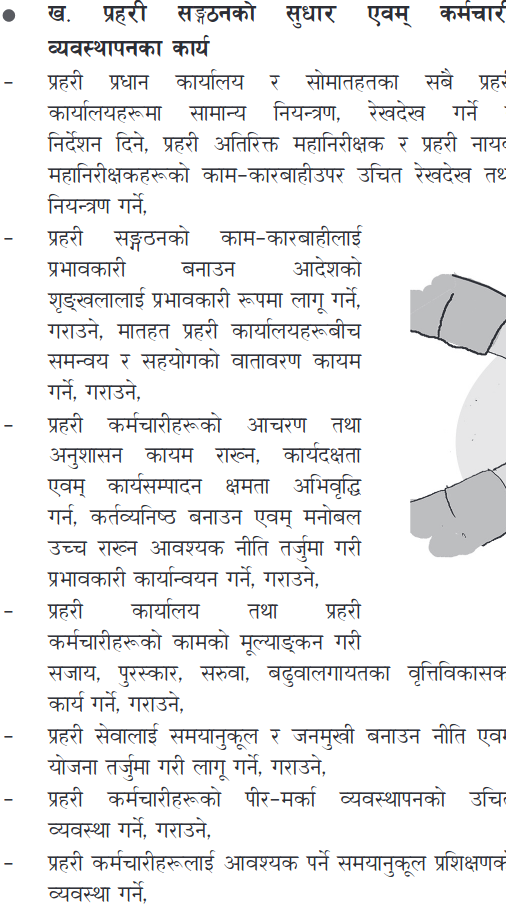 ● ख. प्रहरी सङ्गठनको सुधार एवम् कर्मचारी
व्यवस्थापनका कार्य
– प्रहरी प्रधान कार्यालय र सोमातहतका सबै प्रहरी
कार्यालयहरूमा सामान्य नियन्त्रण, रेखदेख गर्ने
निर्देशन दिने, प्रहरी अतिरिक्त महानिरीक्षक र प्रहरी नायब
महानिरीक्षकहरूको काम–कारबाहीउपर उचित रेखदेख तथ
नियन्त्रण गर्ने,
– प्रहरी सङ्गठनको काम–कारबाहीलाई
प्रभावकारी बनाउन आदेशको
शृङ्खलालाई प्रभावकारी रूपमा लागू गर्ने,
गराउने, मातहत प्रहरी कार्यालयहरूबीच
समन्वय र सहयोगको वातावरण कायम
गर्ने, गराउने,
– प्रहरी कर्मचारीहरूको आचरण तथा
अनुशासन कायम राख्न, कार्यदक्षता
एवम् कार्यसम्पादन क्षमता अभिवृद्धि
गर्न, कर्तव्यनिष्ठ बनाउन एवम् मनोबल
उच्च राख्न आवश्यक नीति तर्जुमा गरी
प्रभावकारी कार्यान्वयन गर्ने, गराउने,
– प्रहरी कार्यालय तथा प्रहरी
कर्मचारीहरूको कामको मूल्याङ्कन गरी
सजाय, पुरस्कार, सरुवा, बढुवालगायतका वृत्तिविकासक
कार्य गर्ने, गराउने,
– प्रहरी सेवालाई समयानुकूल र जनमुखी बनाउन नीति एवम
योजना तर्जुमा गरी लागू गर्ने, गराउने,
– प्रहरी कर्मचारीहरूको पीर–मर्का व्यवस्थापनको उचित
व्यवस्था गर्ने, गराउने,
– प्रहरी कर्मचारीहरूलाई आवश्यक पर्ने समयानुकूल प्रशिक्षणक
व्यवस्था गर्ने,